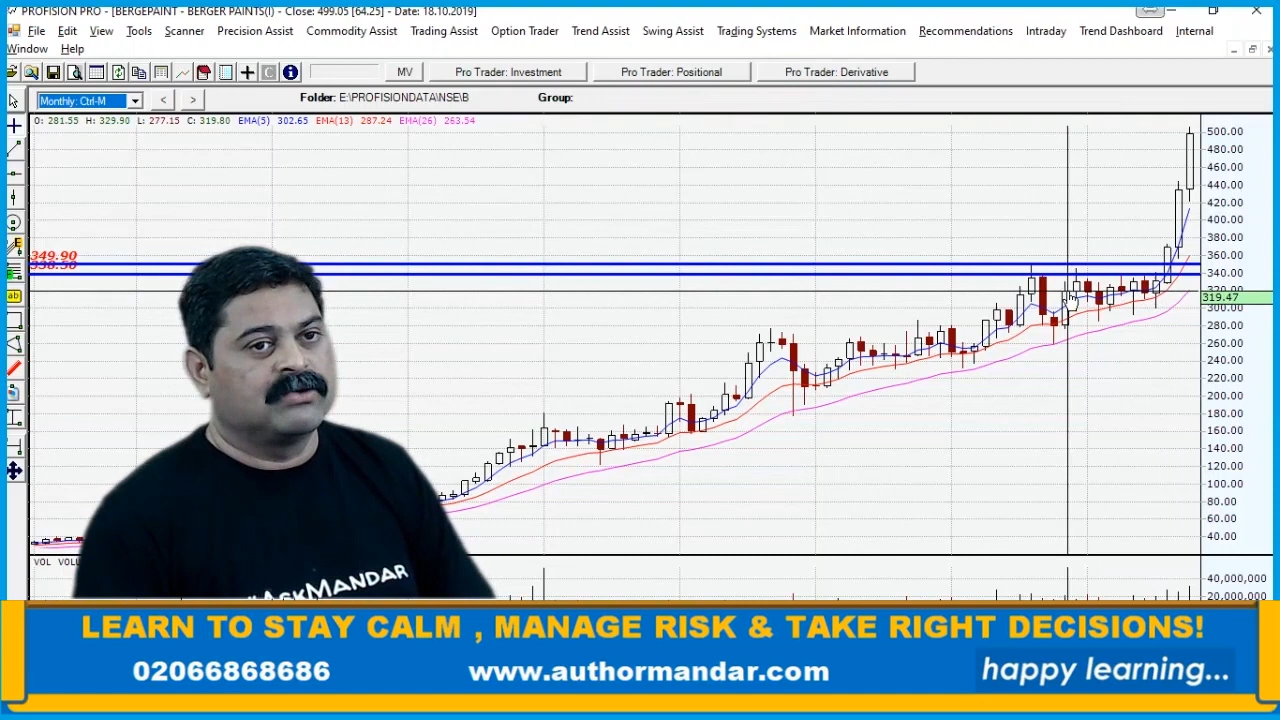 PROFISION PRO - [BERGEPAINT - BERGER PAINTS(I) - Close: 499.05 [64.25] - Date: 18.10.2019]
File Edit View Tools Scanner Precision Assist Commodity Assist Trading Assist Option Trader Trend Assist Swing Assist Trading Systems Market Information Recommendations Intraday Trend Dashboard Internal
Window Help
MV Pro Trader: Investment Pro Trader: Positional Pro Trader: Derivative
Monthly: Ctrl-M < > Folder: E:\PROFISIONDATA\NSE\B Group:
O: 281.55 H: 329.90 L: 277.15 C: 319.80 EMA(5) 302.65 EMA(13) 287.24 EMA(26) 263.54
500.00
480.00
460.00
440.00
420.00
400.00
380.00
349.90
360.00
338.50
340.00
319.47
300.00
280.00
260.00
240.00
220.00
200.00
180.00
160.00
140.00
120.00
100.00
80.00
60.00
40.00
VOL
40,000,000
20,000,000
#AskMANDAR
LEARN TO STAY CALM , MANAGE RISK & TAKE RIGHT DECISIONS!
02066868686 www.authormandar.com happy learning...